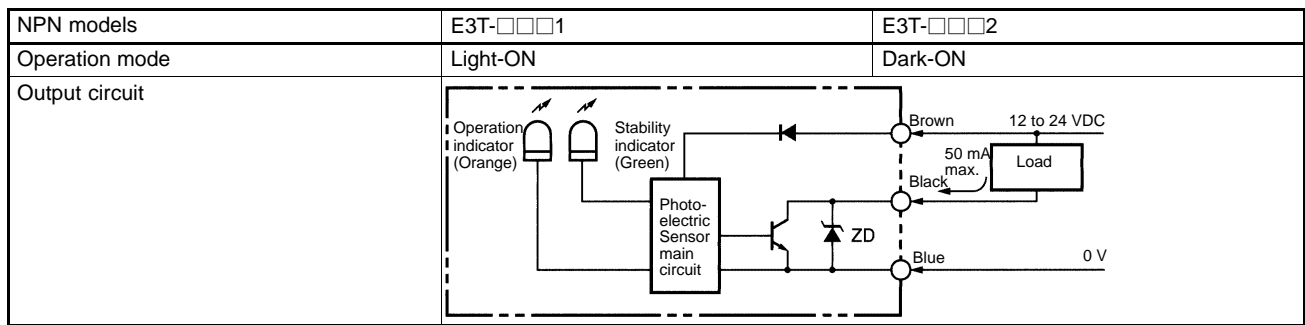 NPN models
E3T-□□□1
E3T-□□□2
Operation mode
Light-ON
Dark-ON
Output circuit
Operation
indicator
(Orange)
Stability
indicator
(Green)
Photo-
electric
Sensor
main
circuit
ZD
Brown
12 to 24 VDC
50 mA
max.
Load
Black
Blue
0 V